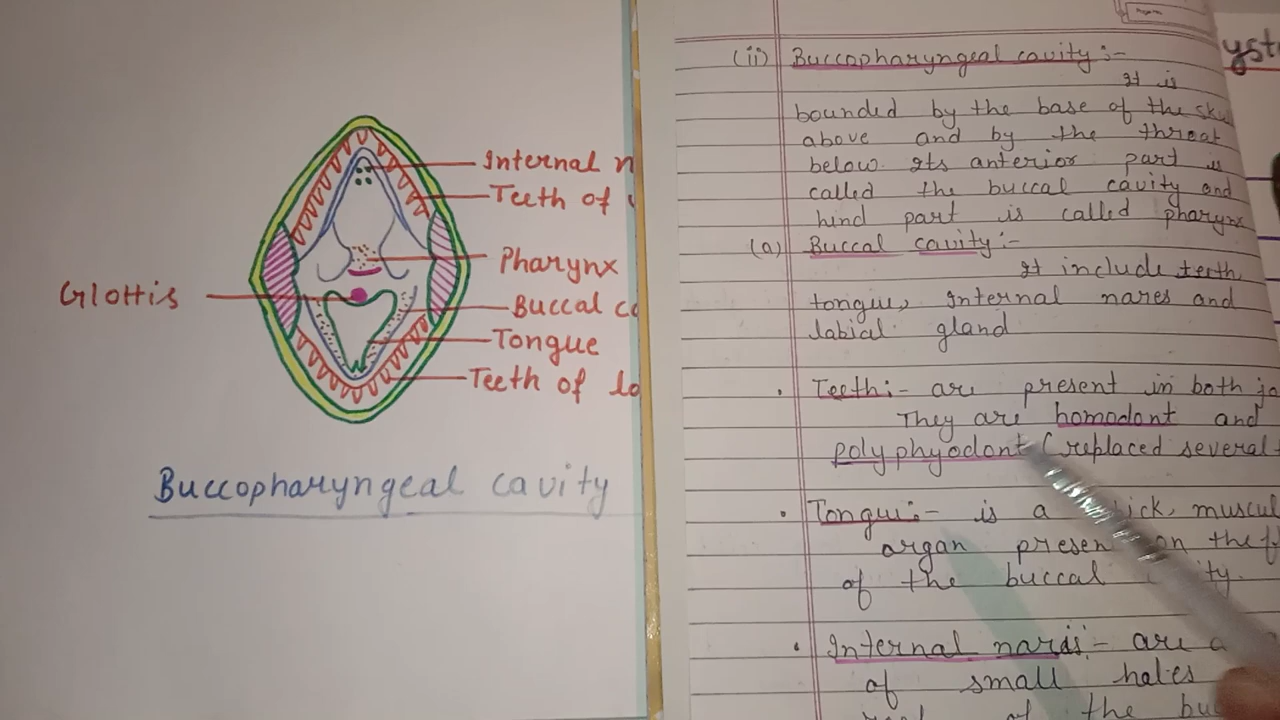 Internal
Teeth of
Pharynx
Glottis
Buccal
Tongue
Teeth of
Buccopharyngeal cavity
(ii) Buccopharyngeal cavity :-
It is
bounded by the base of the
above and by the throat
below. Its anterior part is
called the buccal cavity and
hind part is called pharynx
(a) Buccal cavity :-
It include teeth,
tongue, Internal nares and
labial gland
• Teeth :- are present in both
They are homodont and
polyphyodont (replaced several
• Tongue :- is a muscul
organ present on the
of the buccal
• Internal nares :- are a
of small holes
of the